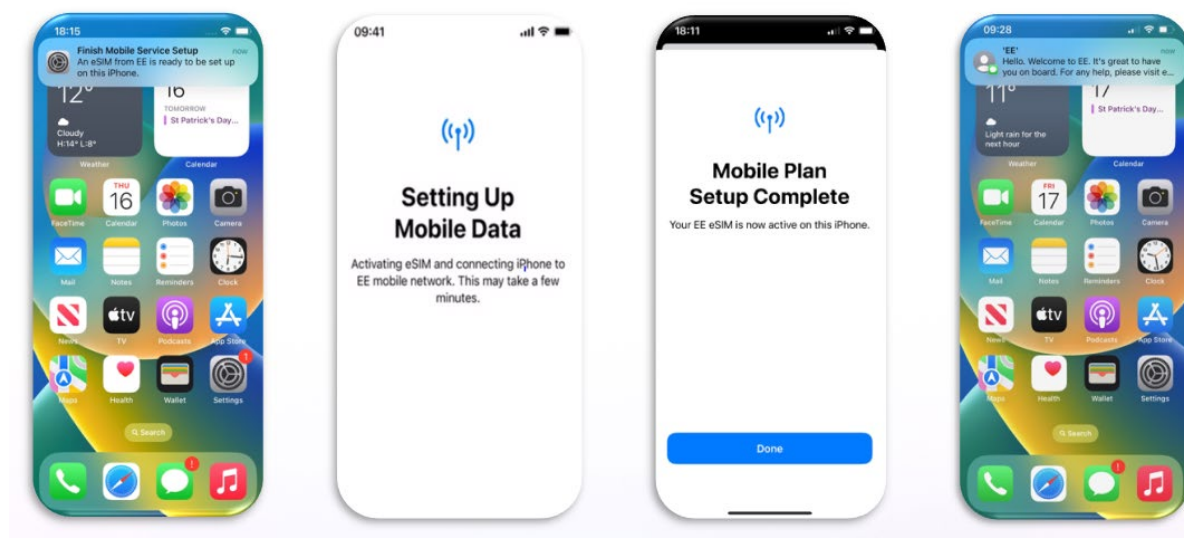 18:15
Finish Mobile Service Setup now
An eSIM from EE is ready to be set up
on this iPhone.
12°
Cloudy
H:14° L:8°
Weather
16
TOMORROW
St Patrick's Day...
Calendar
THU
16
FaceTime Calendar Photos Camera
Mail Notes Reminders Clock
tv
News TV Podcasts App Store
1
Maps Health Wallet Settings
Search
!
09:41
Setting Up
Mobile Data
Activating eSIM and connecting iPhone to
EE mobile network. This may take a few
minutes.
18:11
Mobile Plan
Setup Complete
Your EE eSIM is now active on this iPhone.
Done
09:28
'EE' now
Hello. Welcome to EE. It's great to have
you on board. For any help, please visit e...
11°
Light rain for the
next hour
Weather
17
St Patrick's Day...
Calendar
FRI
17
FaceTime Calendar Photos Camera
Mail Notes Reminders Clock
tv
News TV Podcasts App Store
Maps Health Wallet Settings
Search
!